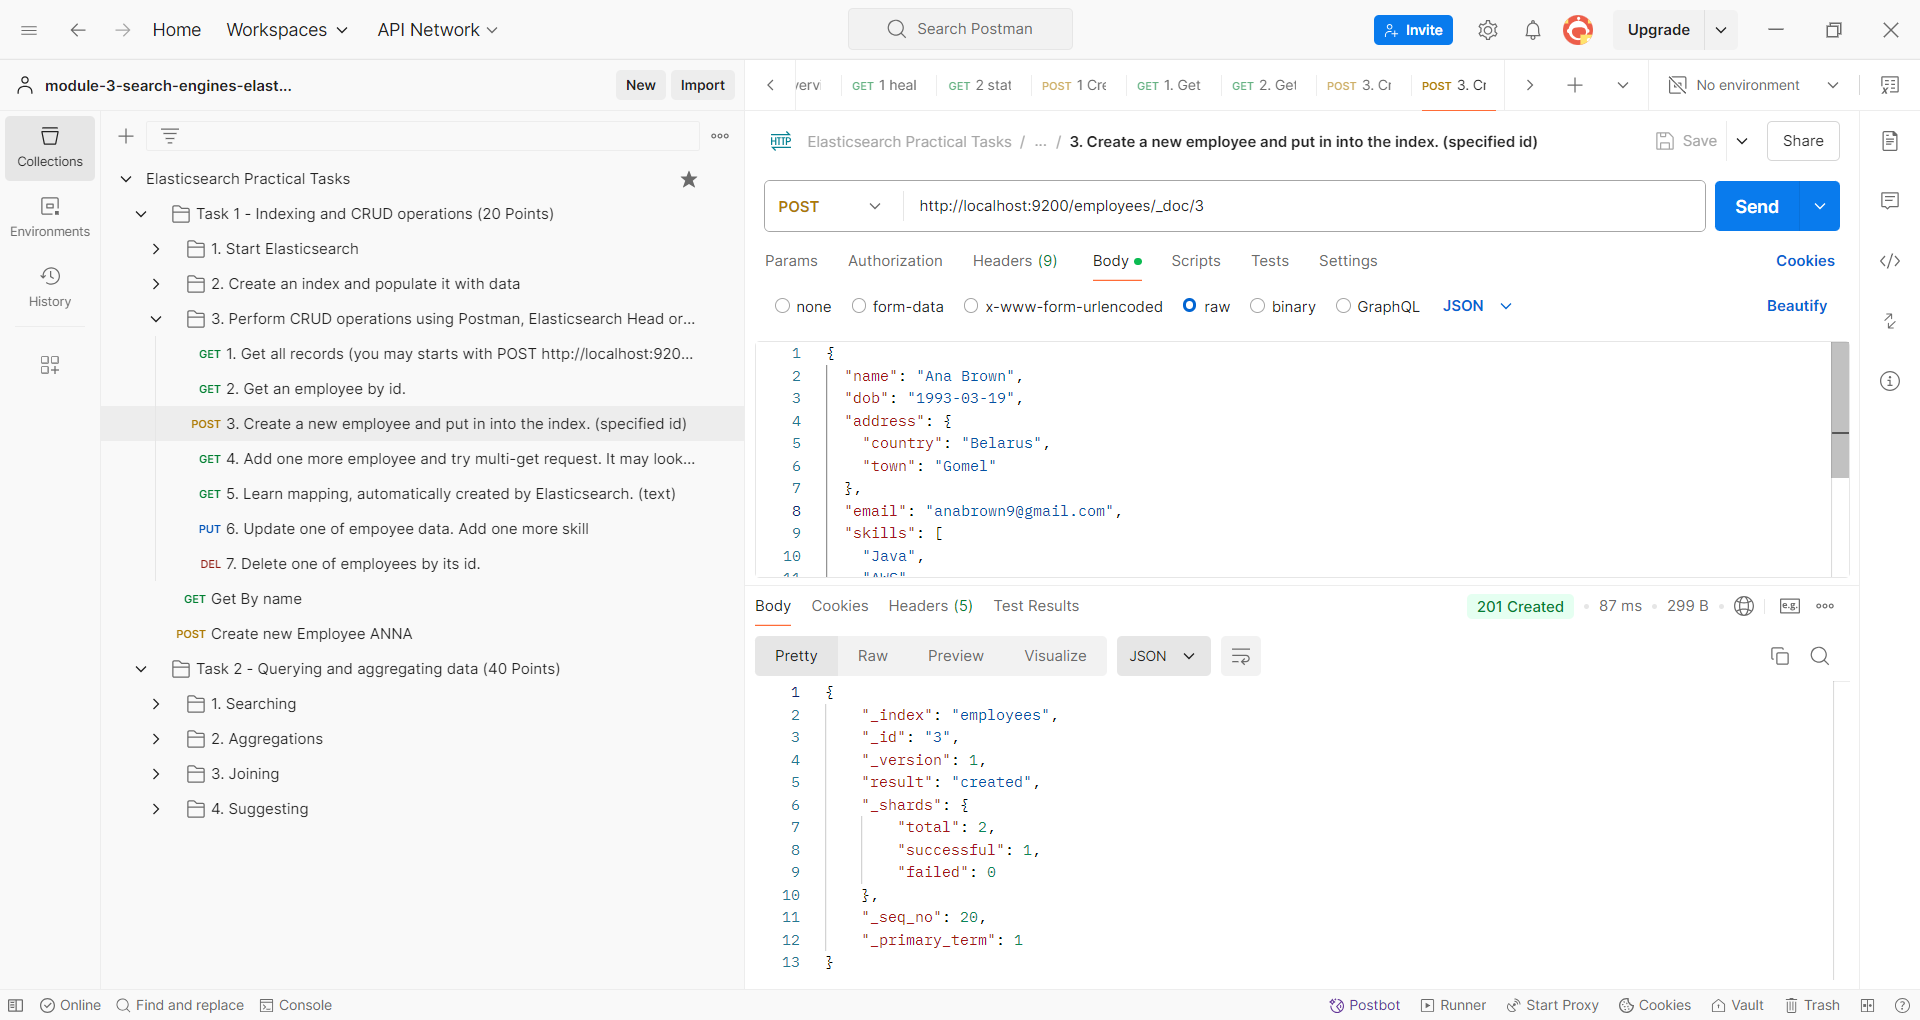 Home
Workspaces
API Network
Search Postman
Invite
Upgrade
module-3-search-engines-elast...
New
Import
GET 1 heal
GET 2 stat
POST 1 Cre
GET 1. Get
GET 2. Get
POST 3. Cr
POST 3. Cr
No environment
Collections
Environments
History
Elasticsearch Practical Tasks
Task 1 - Indexing and CRUD operations (20 Points)
1. Start Elasticsearch
2. Create an index and populate it with data
3. Perform CRUD operations using Postman, Elasticsearch Head or...
GET 1. Get all records (you may starts with POST http://localhost:920...
GET 2. Get an employee by id.
POST 3. Create a new employee and put in into the index. (specified id)
GET 4. Add one more employee and try multi-get request. It may look...
GET 5. Learn mapping, automatically created by Elasticsearch. (text)
PUT 6. Update one of empoyee data. Add one more skill
DEL 7. Delete one of employees by its id.
GET Get By name
POST Create new Employee ANNA
Task 2 - Querying and aggregating data (40 Points)
1. Searching
2. Aggregations
3. Joining
4. Suggesting
HTTP Elasticsearch Practical Tasks / ... / 3. Create a new employee and put in into the index. (specified id)
Save
Share
POST
http://localhost:9200/employees/_doc/3
Send
Params Authorization Headers (9) Body Scripts Tests Settings
Cookies
none form-data x-www-form-urlencoded raw binary GraphQL JSON
Beautify
1 {
2 "name": "Ana Brown",
3 "dob": "1993-03-19",
4 "address": {
5 "country": "Belarus",
6 "town": "Gomel"
7 },
8 "email": "anabrown9@gmail.com",
9 "skills": [
10 "Java",
11 "AWS"
Body Cookies Headers (5) Test Results
201 Created
87 ms
299 B
e.g.
Pretty Raw Preview Visualize
JSON
1 {
2 "_index": "employees",
3 "_id": "3",
4 "_version": 1,
5 "result": "created",
6 "_shards": {
7 "total": 2,
8 "successful": 1,
9 "failed": 0
10 },
11 "_seq_no": 20,
12 "_primary_term": 1
13 }
Online
Find and replace
Console
Postbot
Runner
Start Proxy
Cookies
Vault
Trash